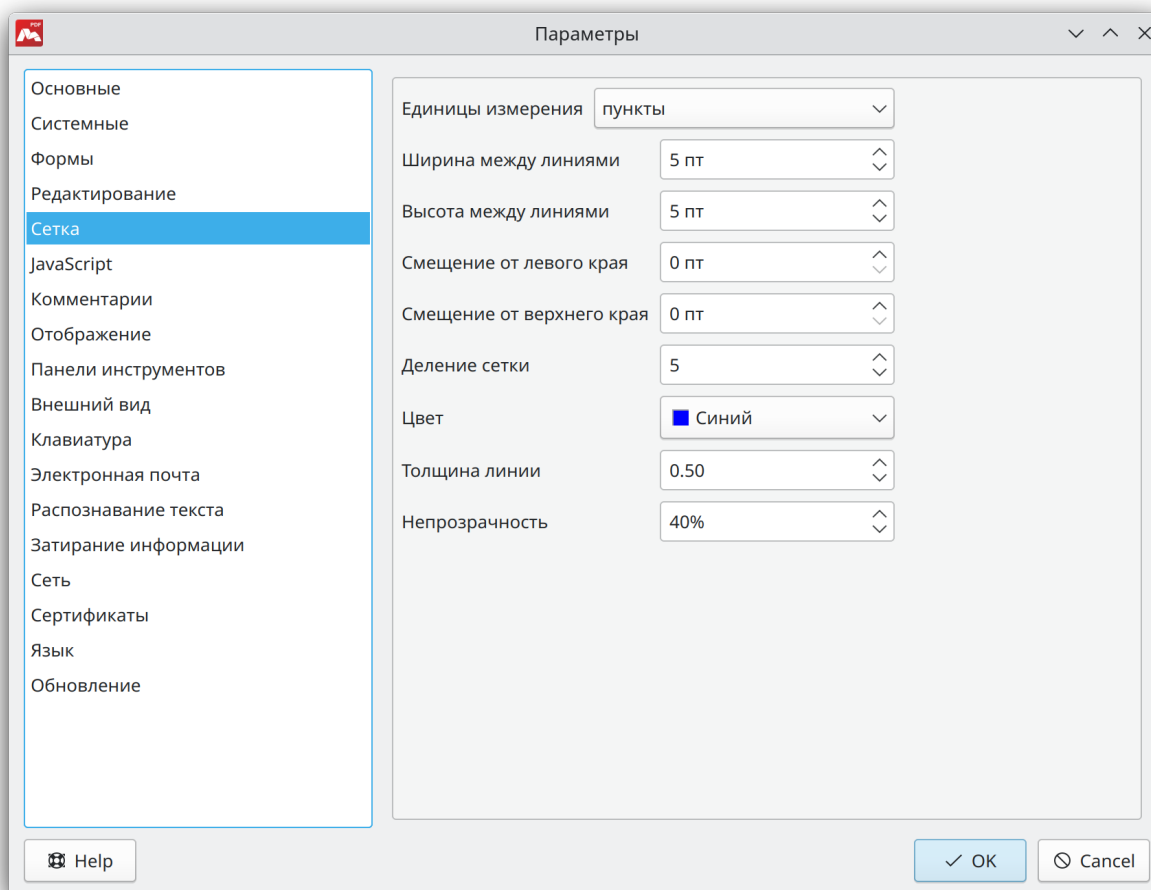 PDF
Параметры
Основные
Системные
Формы
Редактирование
Сетка
JavaScript
Комментарии
Отображение
Панели инструментов
Внешний вид
Клавиатура
Электронная почта
Распознавание текста
Затирание информации
Сеть
Сертификаты
Язык
Обновление
Единицы измерения пункты
Ширина между линиями 5 пт
Высота между линиями 5 пт
Смещение от левого края 0 пт
Смещение от верхнего края 0 пт
Деление сетки 5
Цвет Синий
Толщина линии 0.50
Непрозрачность 40%
Help OK Cancel